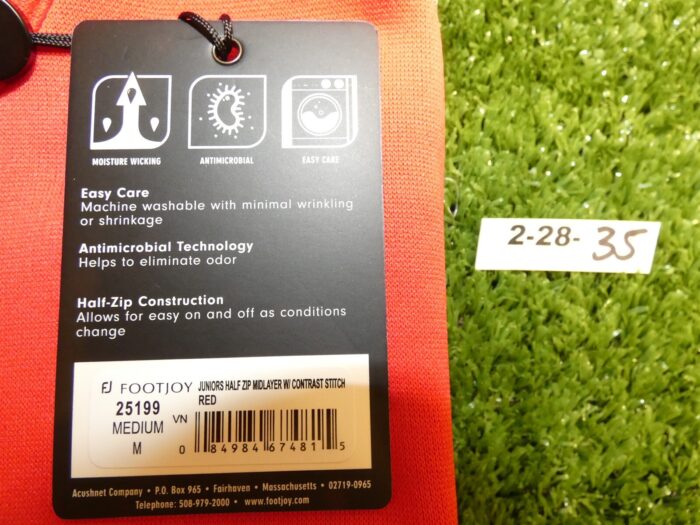 MOISTURE WICKING ANTIMICROBIAL EASY CARE
Easy Care
Machine washable with minimal wrinkling
or shrinkage
Antimicrobial Technology
Helps to eliminate odor
Half-Zip Construction
Allows for easy on and off as conditions
change
FJ FOOTJOY JUNIORS HALF ZIP MIDLAYER W/ CONTRAST STITCH
25199 RED
MEDIUM VN
M 0 84984 67481 5
Acushnet Company • P.O. Box 965 • Fairhaven • Massachusetts • 02719-0965
Telephone: 508-979-2000 • www.footjoy.com
2-28-35